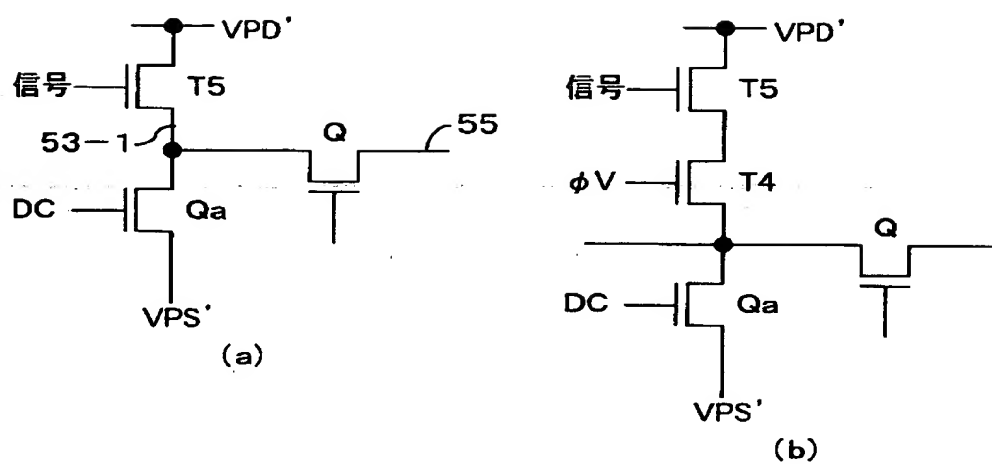 VPD'
信号
T5
53-1
Q
55
DC
Qa
VPS'
(a)
VPD'
信号
T5
φV
T4
Q
DC
Qa
VPS'
(b)